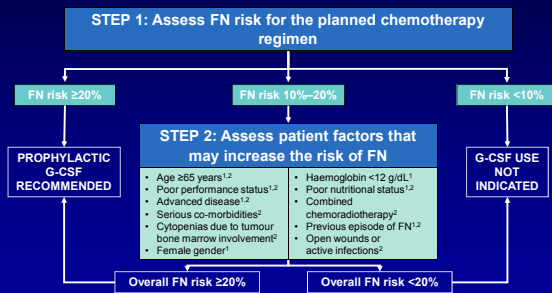 STEP 1: Assess FN risk for the planned chemotherapy
regimen
FN risk ≥20%
FN risk 10%–20%
FN risk <10%
STEP 2: Assess patient factors that
may increase the risk of FN
PROPHYLACTIC
G-CSF
RECOMMENDED
• Age ≥65 years¹,²
• Poor performance status¹,²
• Advanced disease¹,²
• Serious co-morbidities²
• Cytopenias due to tumour
bone marrow involvement²
• Female gender¹
• Haemoglobin <12 g/dL¹
• Poor nutritional status¹,²
• Combined
chemoradiotherapy²
• Previous episode of FN¹,²
• Open wounds or
active infections²
G-CSF USE
NOT
INDICATED
Overall FN risk ≥20%
Overall FN risk <20%